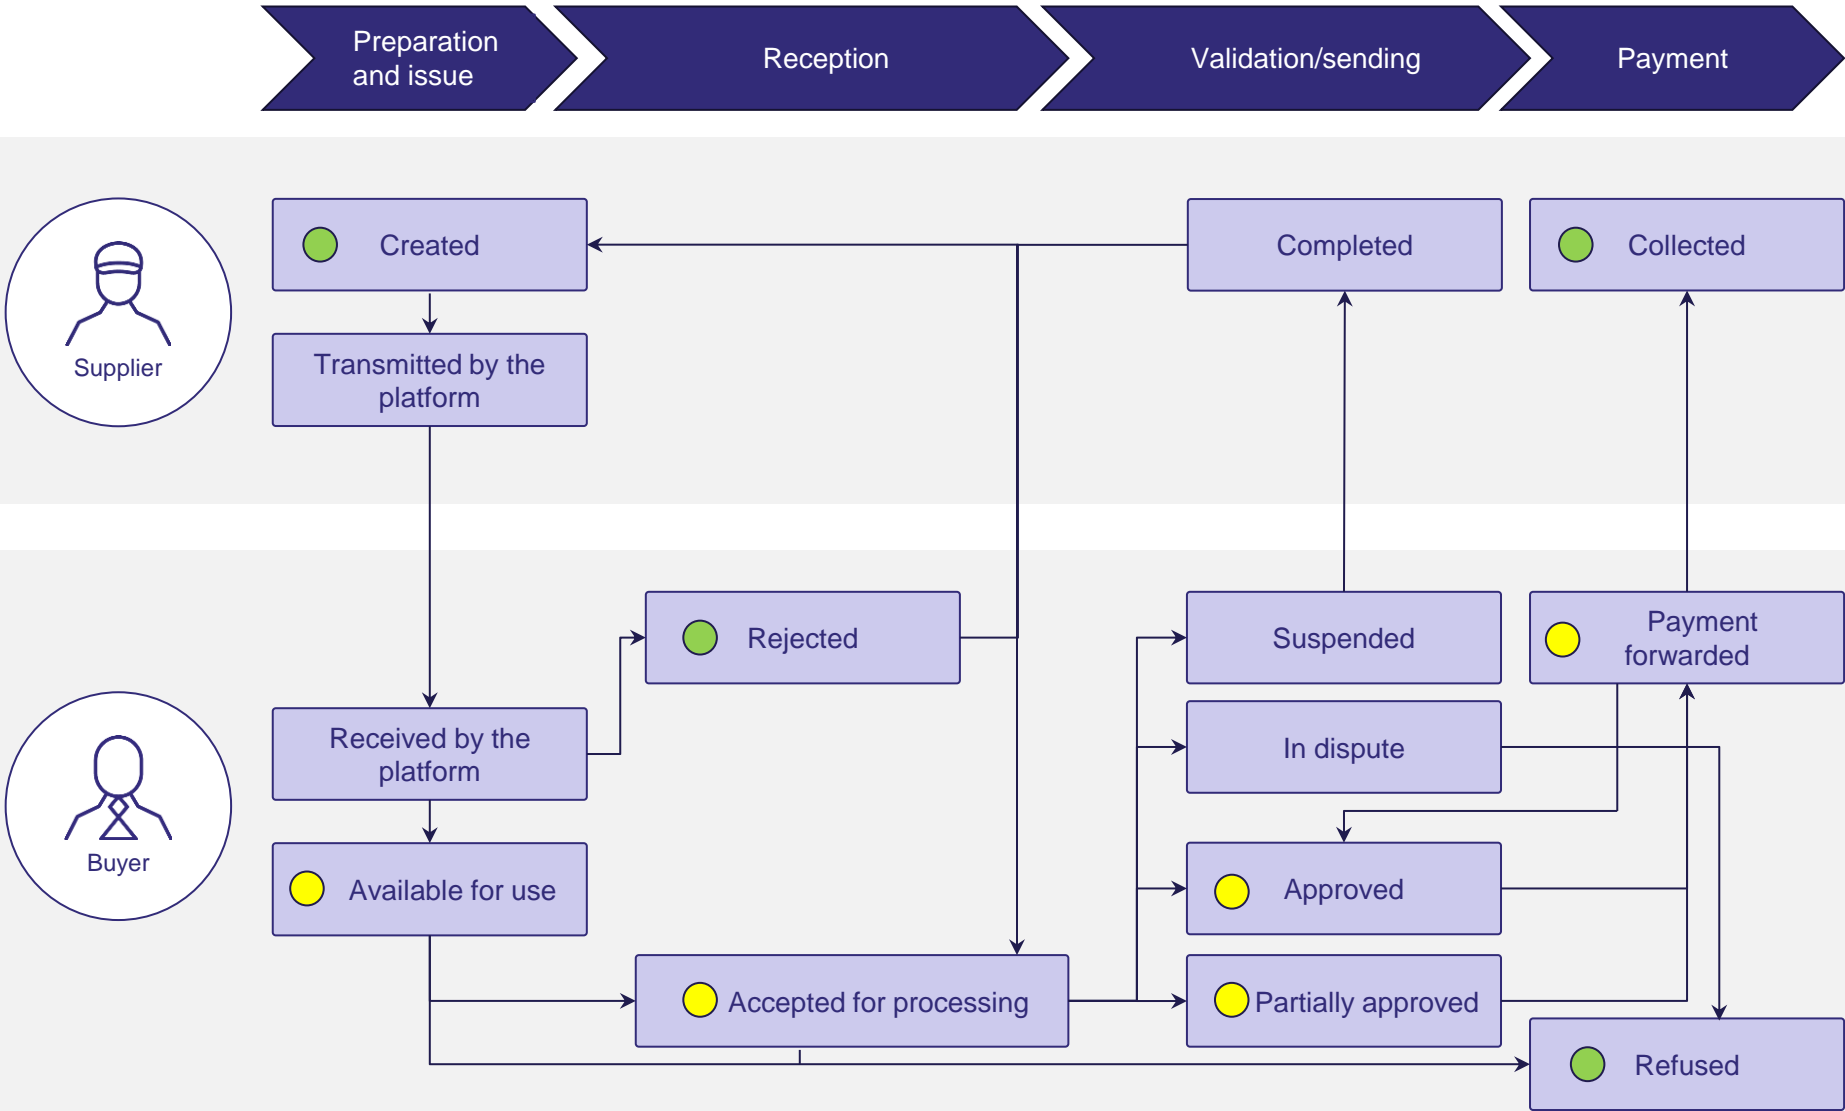 Preparation
and issue
Reception
Validation/sending
Payment
Supplier
Created
Completed
Collected
Transmitted by the
platform
Buyer
Rejected
Suspended
Payment
forwarded
Received by the
platform
In dispute
Available for use
Approved
Accepted for processing
Partially approved
Refused